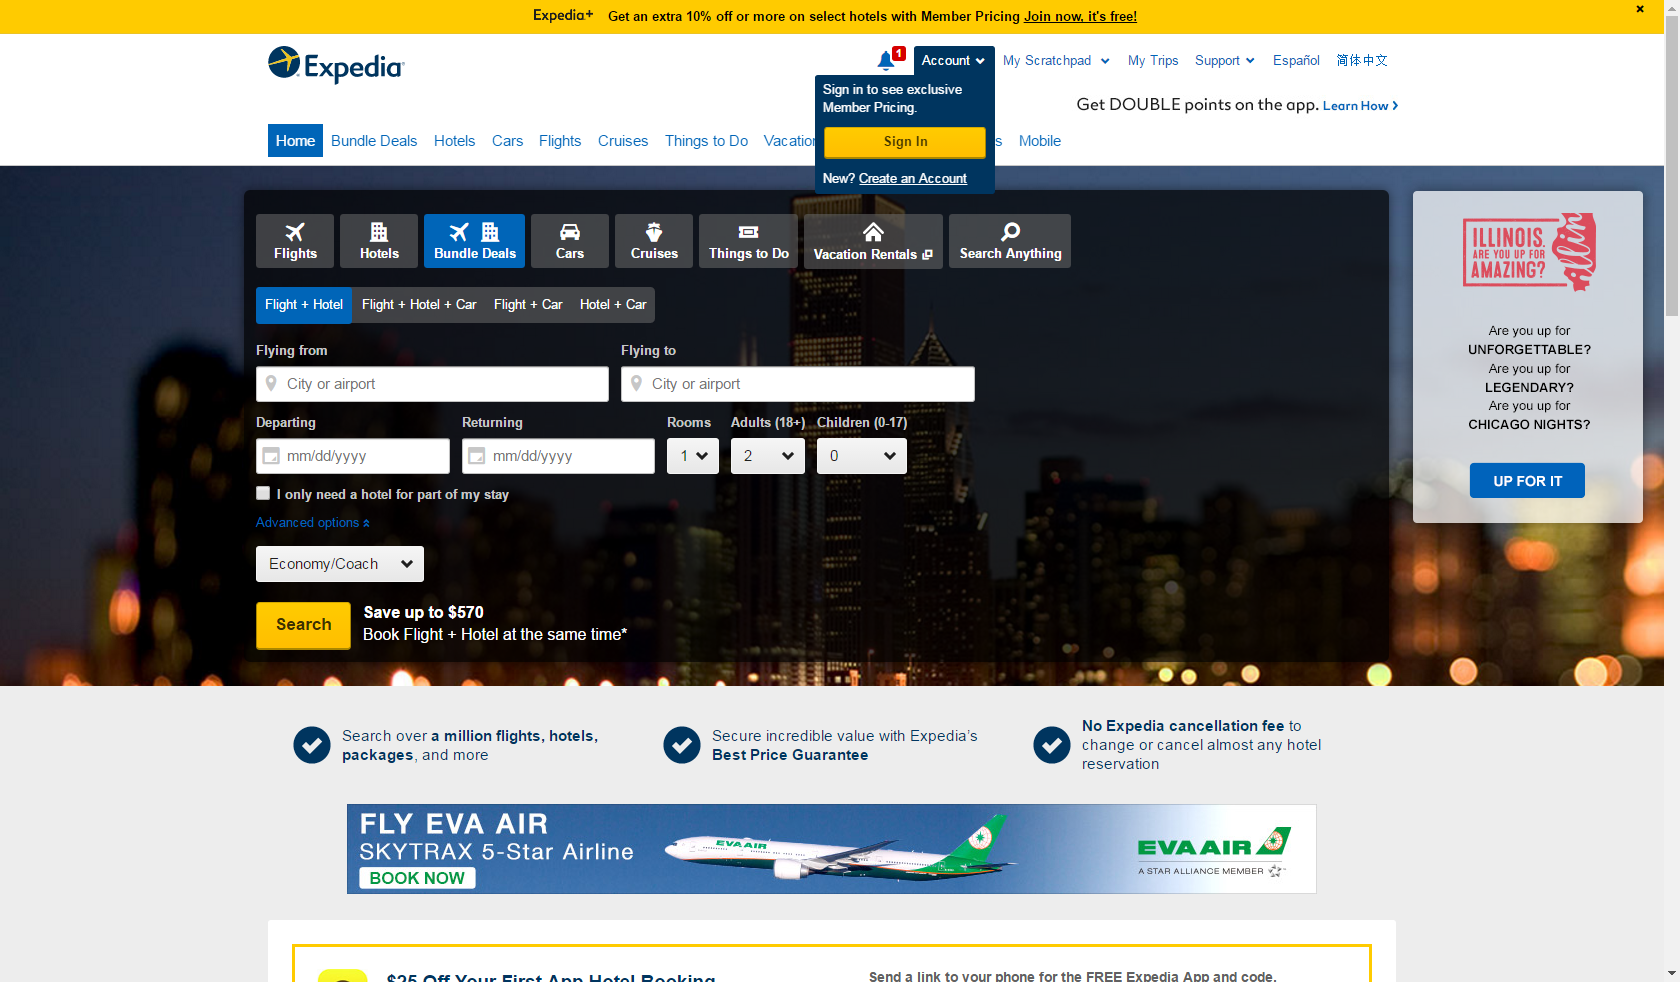 Expedia+ Get an extra 10% off or more on select hotels with Member Pricing Join now, it's free!
×
Expedia
1
Account
My Scratchpad
My Trips
Support
Español
简体中文
Sign in to see exclusive
Member Pricing.
Sign In
New? Create an Account
Get DOUBLE points on the app. Learn How
Home
Bundle Deals
Hotels
Cars
Flights
Cruises
Things to Do
Mobile
Flights
Hotels
Bundle Deals
Cars
Cruises
Things to Do
Vacation Rentals
Search Anything
Flight + Hotel
Flight + Hotel + Car
Flight + Car
Hotel + Car
Flying from
Flying to
City or airport
City or airport
Departing
Returning
Rooms
Adults (18+)
Children (0-17)
mm/dd/yyyy
mm/dd/yyyy
1
2
0
I only need a hotel for part of my stay
Advanced options
Economy/Coach
Search
Save up to $570
Book Flight + Hotel at the same time*
ILLINOIS.
ARE YOU UP FOR
AMAZING?
illin
Are you up for
UNFORGETTABLE?
Are you up for
LEGENDARY?
Are you up for
CHICAGO NIGHTS?
UP FOR IT
Search over a million flights, hotels,
packages, and more
Secure incredible value with Expedia's
Best Price Guarantee
No Expedia cancellation fee to
change or cancel almost any hotel
reservation
FLY EVA AIR
SKYTRAX 5-Star Airline
BOOK NOW
EVA AIR
EVA AIR
A STAR ALLIANCE MEMBER
$25 Off Your First App Hotel Booking
Send a link to your phone for the FREE Expedia App and code.